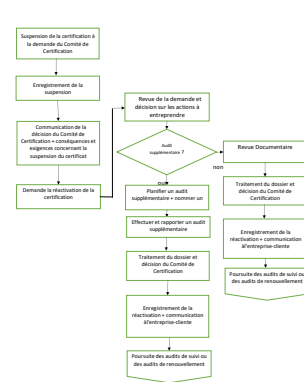 Suspension de la certification à
la demande du Comité de
Certification
Enregistrement de la
suspension
Communication de la
décision du Comité de
Certification + conséquences et
exigences concernant la
suspension du certificat
Demande la réactivation de la
certification
Revue de la demande et
décision sur les actions à
entreprendre
Audit
supplémentaire ?
non
oui
Planifier un audit
supplémentaire + nommer un
Effectuer et rapporter un audit
supplémentaire
Traitement du dossier et
décision du Comité de
Certification
Enregistrement de la
réactivation + communication
à l'entreprise-cliente
Poursuite des audits de suivi ou
des audits de renouvellement
Revue Documentaire
Traitement du dossier et
décision du Comité de
Certification
Enregistrement de la
réactivation + communication
à l'entreprise-cliente
Poursuite des audits de suivi ou
des audits de renouvellement